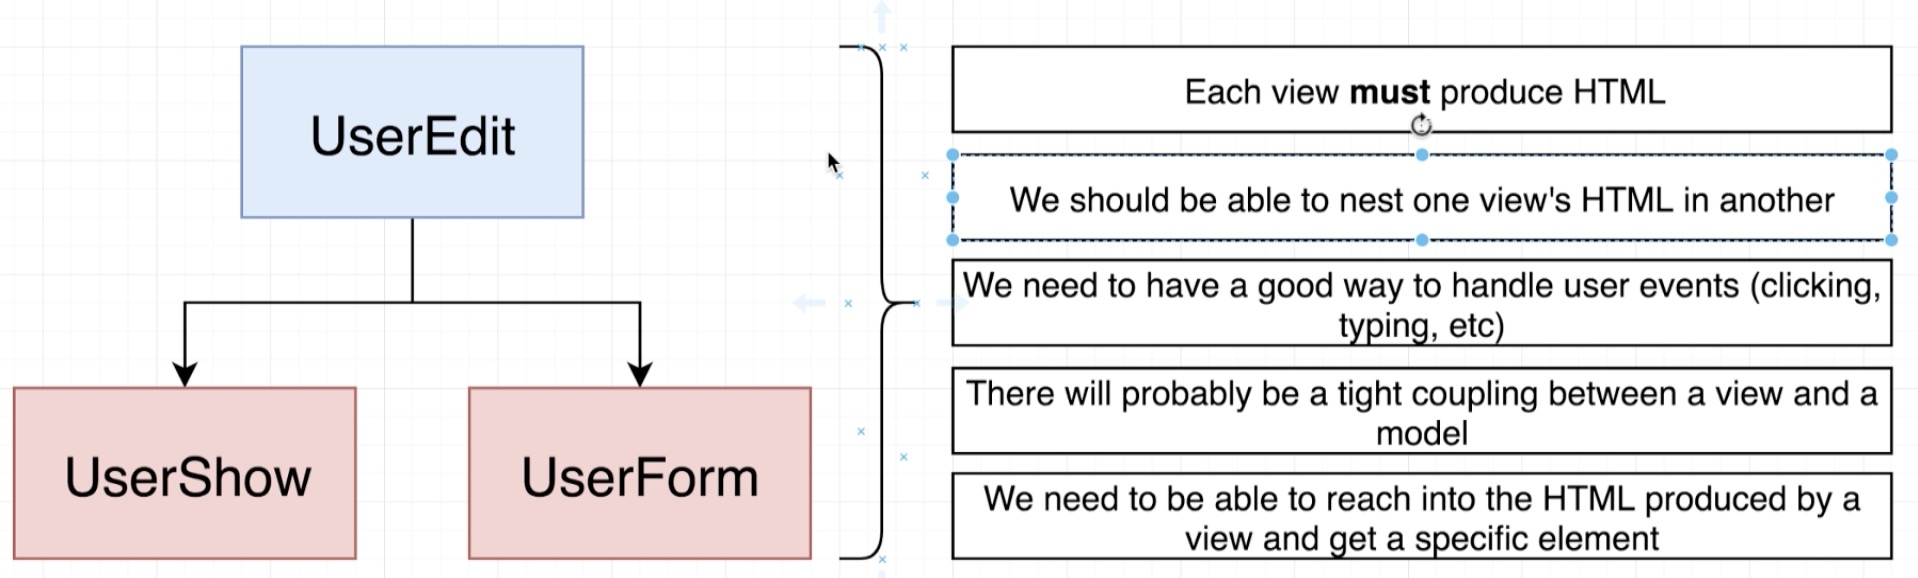 UserEdit
UserShow
UserForm
Each view must produce HTML
We should be able to nest one view's HTML in another
We need to have a good way to handle user events (clicking,
typing, etc)
There will probably be a tight coupling between a view and a
model
We need to be able to reach into the HTML produced by a
view and get a specific element